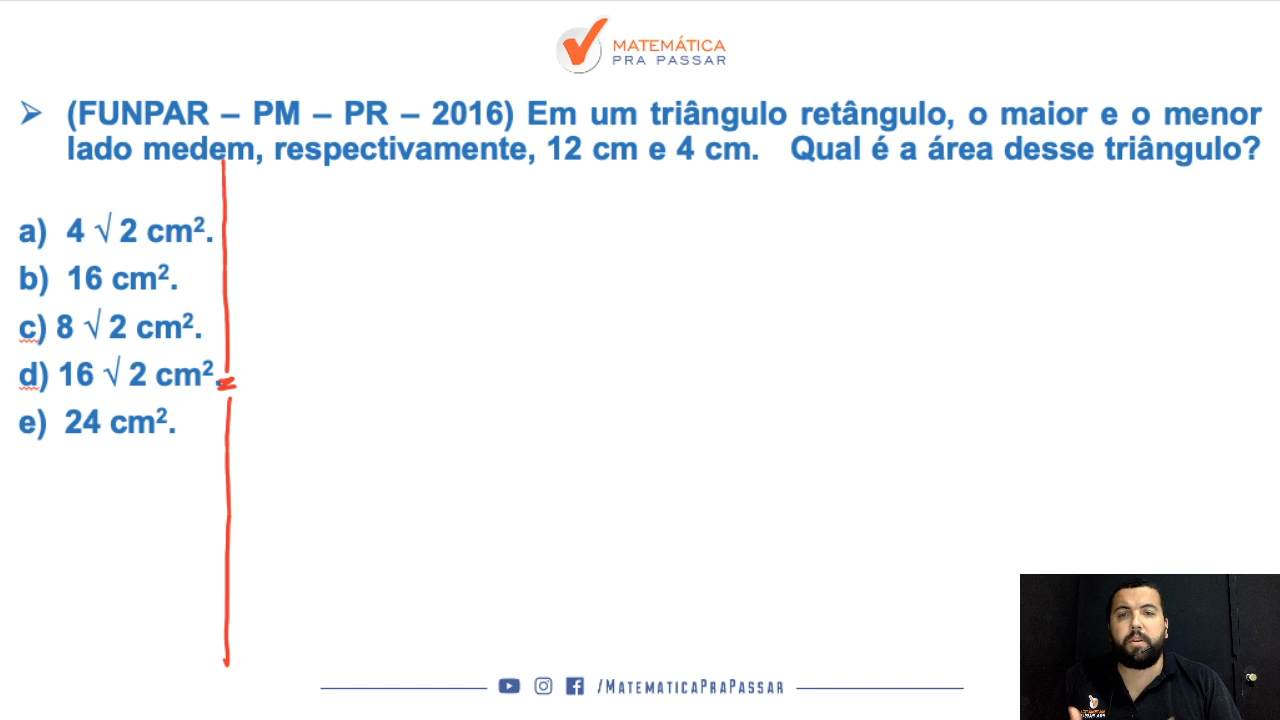 MATEMÁTICA
PRA PASSAR
➢ (FUNPAR – PM – PR – 2016) Em um triângulo retângulo, o maior e o menor
lado medem, respectivamente, 12 cm e 4 cm. Qual é a área desse triângulo?
a) 4 √ 2 cm².
b) 16 cm².
c) 8 √ 2 cm².
d) 16 √ 2 cm².
e) 24 cm².
/MATEMATICAPRAPASSAR